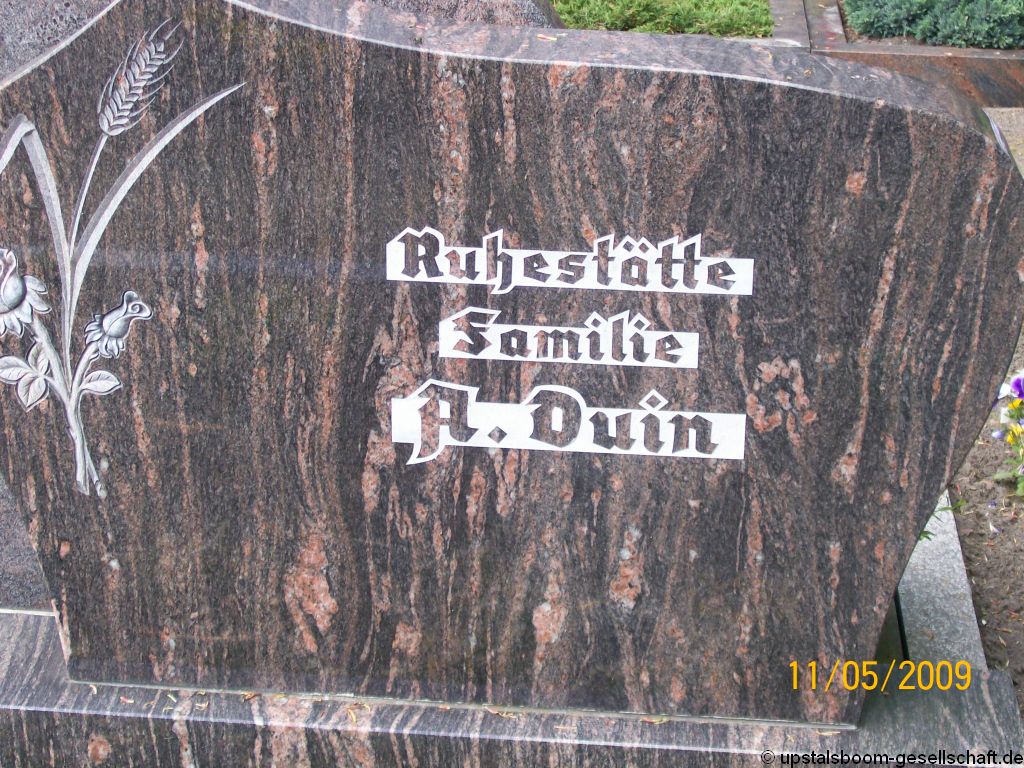 Ruhestätte
Familie
A. Duin
11/05/2009
© upstalsboom-gesellschaft.de